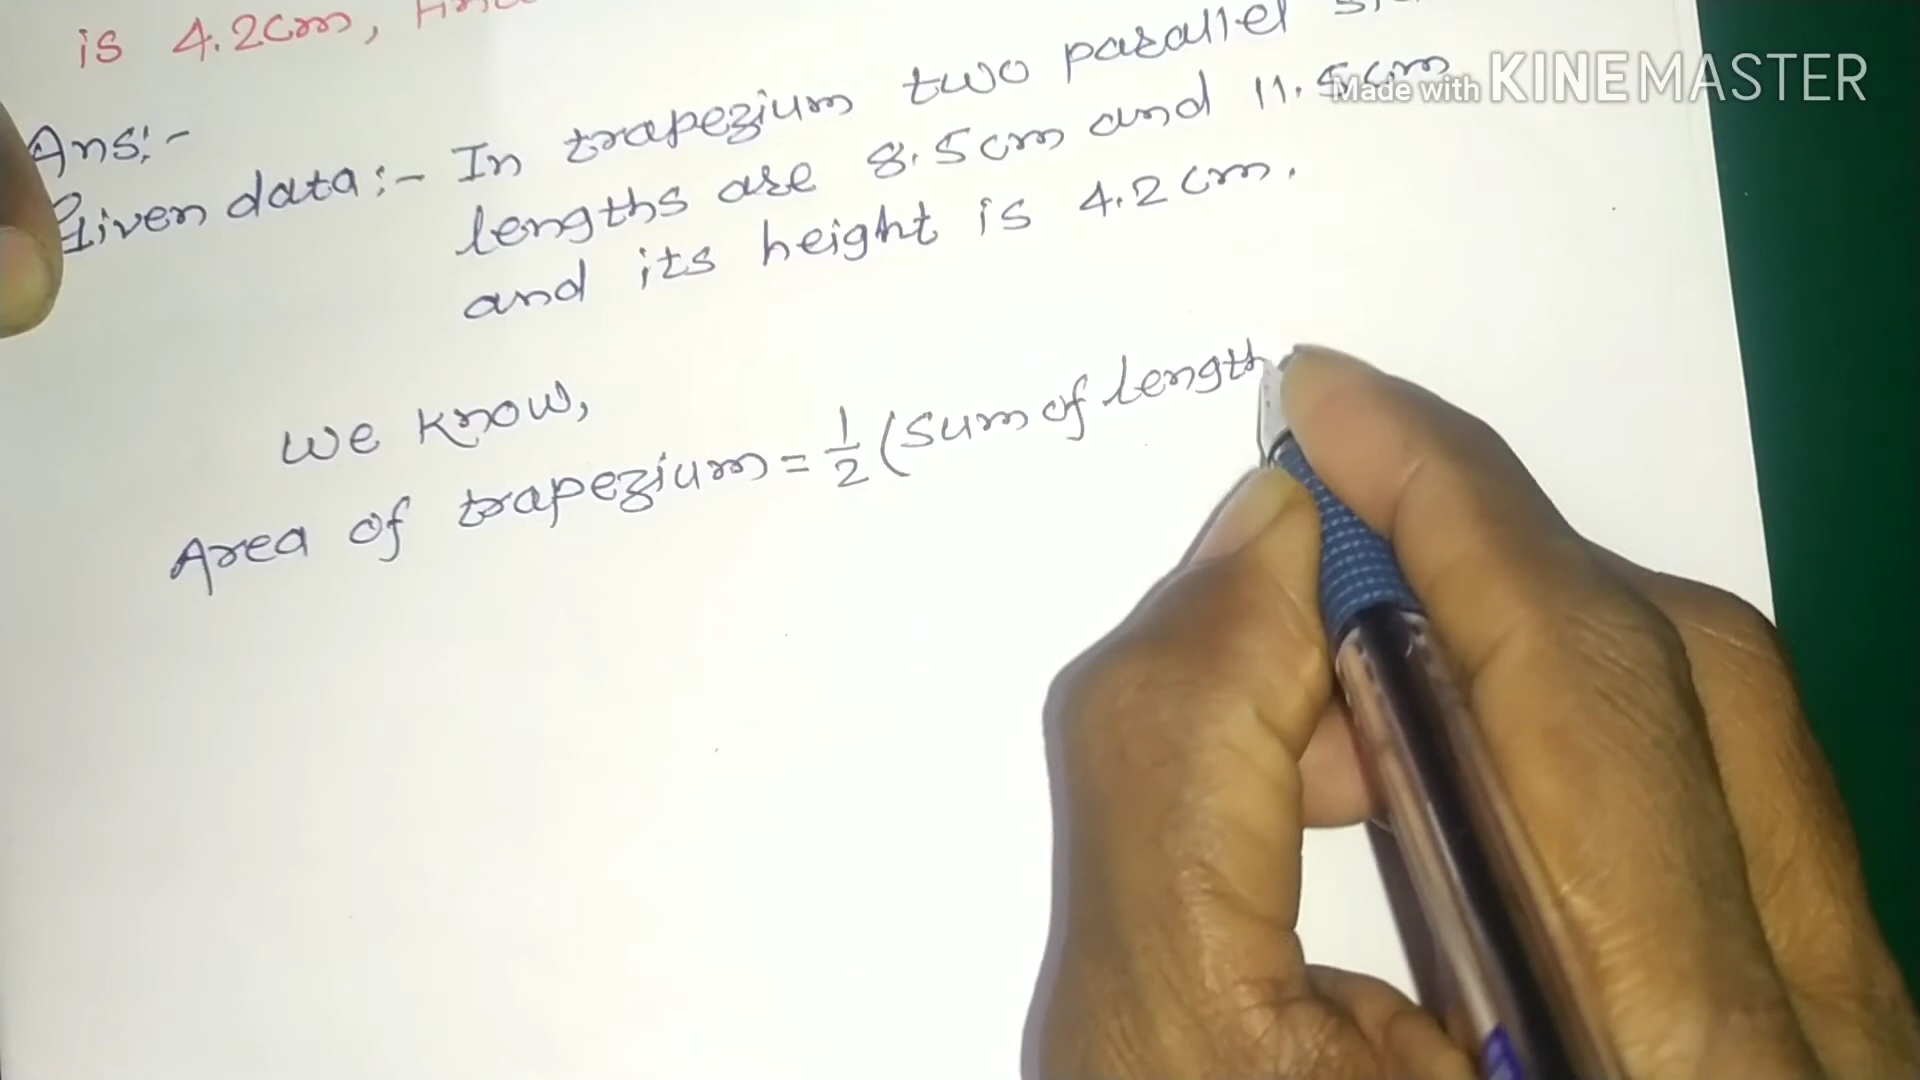 is 4.2cm,
Made with KINEMASTER
Ans:-
Given data:- In trapezium two parallel
lengths are 8.5cm and 11.5cm
and its height is 4.2cm.
We know,
Area of trapezium = 1/2 (sum of length